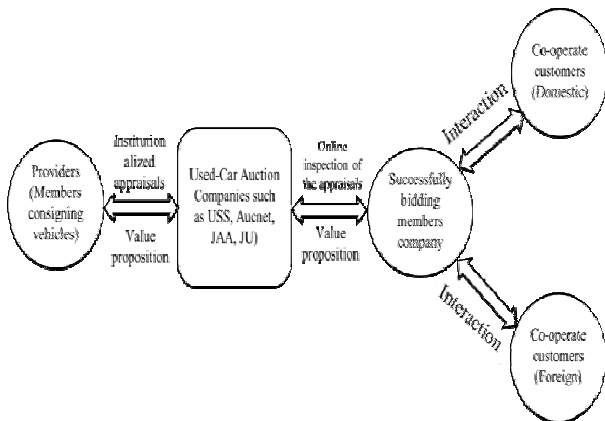 Providers
(Members
consigning
vehicles)
Institution
alized
appraisals
Value
proposition
Used-Car Auction
Companies such
as USS, Aucnet,
JAA, JU)
Online
inspection of
the appraisals
Value
proposition
Successfully
bidding
members
company
Interaction
Co-operate
customers
(Domestic)
Interaction
Co-operate
customers
(Foreign)